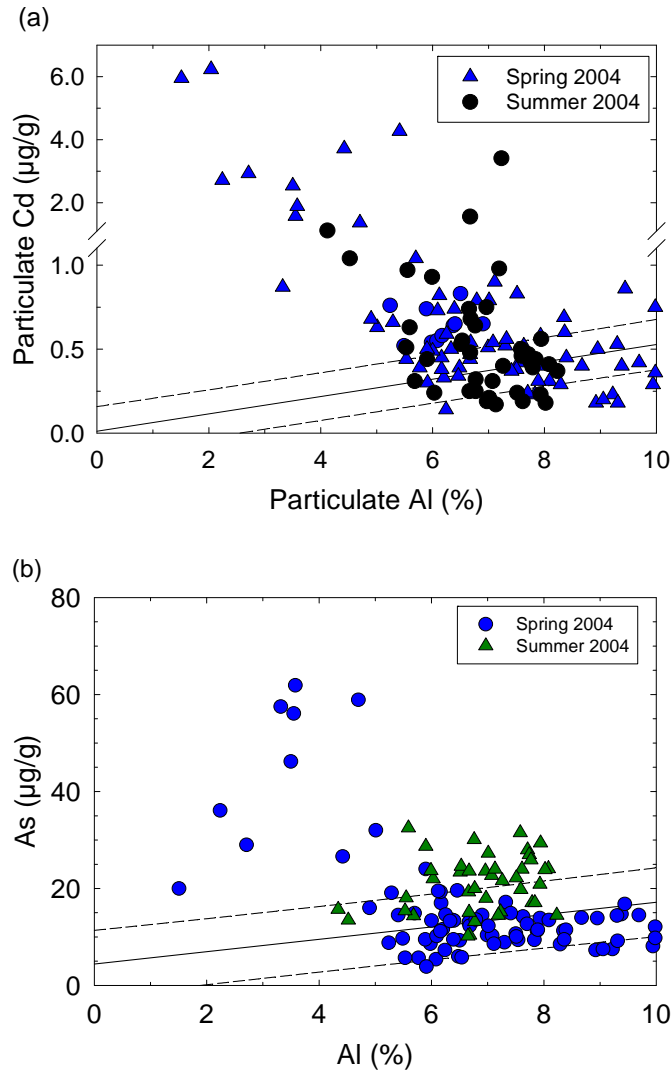 (a)
6.0
4.0
2.0
1.0
0.5
0.0
Particulate Cd (µg/g)
Spring 2004
Summer 2004
0 2 4 6 8 10
Particulate Al (%)
(b)
80
60
40
20
0
As (µg/g)
Spring 2004
Summer 2004
0 2 4 6 8 10
Al (%)